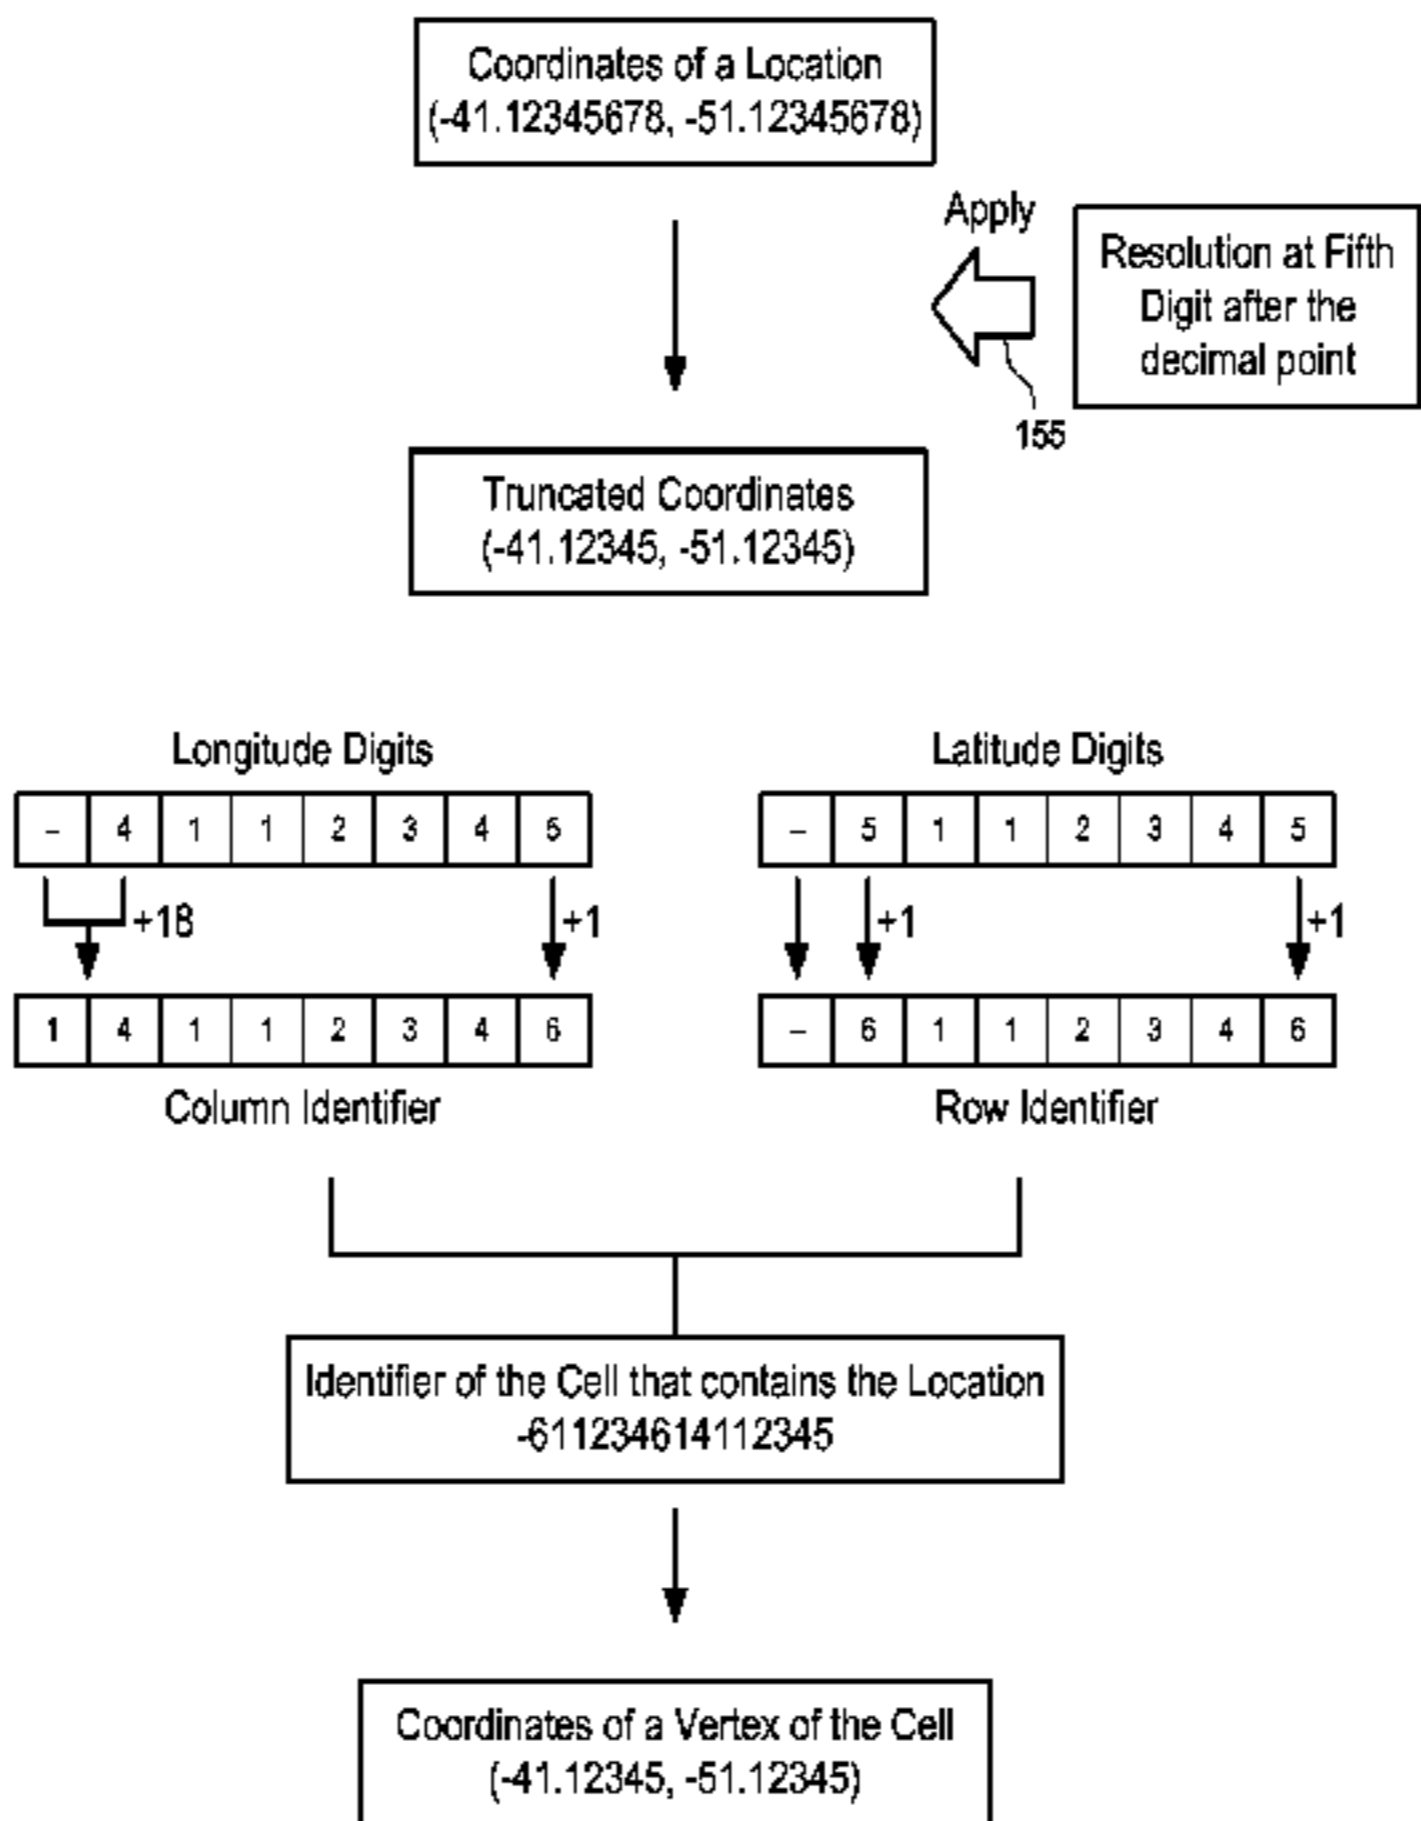 Coordinates of a Location
(-41.12345678, -51.12345678)
Apply
Resolution at Fifth
Digit after the
decimal point
155
Truncated Coordinates
(-41.12345, -51.12345)
Longitude Digits
Latitude Digits
- 4 1 1 2 3 4 5
- 5 1 1 2 3 4 5
+18
+1
+1
+1
1 4 1 1 2 3 4 6
- 6 1 1 2 3 4 6
Column Identifier
Row Identifier
Identifier of the Cell that contains the Location
-611234614112345
Coordinates of a Vertex of the Cell
(-41.12345, -51.12345)